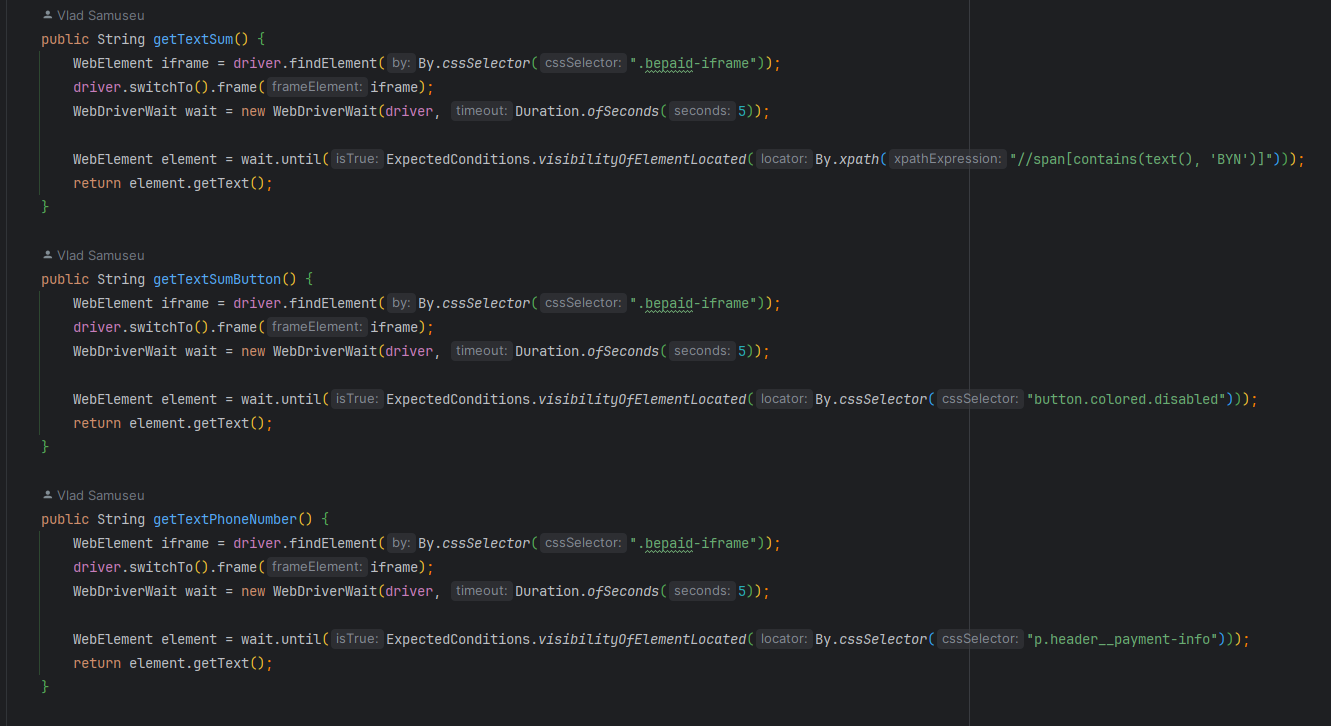 Vlad Samuseu
public String getTextSum() {
WebElement iframe = driver.findElement( by: By.cssSelector( cssSelector: ".bepaid-iframe"));
driver.switchTo().frame( frameElement: iframe);
WebDriverWait wait = new WebDriverWait(driver, timeout: Duration.ofSeconds( seconds: 5));
WebElement element = wait.until( isTrue: ExpectedConditions.visibilityOfElementLocated( locator: By.xpath( xpathExpression: "//span[contains(text(), 'BYN')]")));
return element.getText();
}
Vlad Samuseu
public String getTextSumButton() {
WebElement iframe = driver.findElement( by: By.cssSelector( cssSelector: ".bepaid-iframe"));
driver.switchTo().frame( frameElement: iframe);
WebDriverWait wait = new WebDriverWait(driver, timeout: Duration.ofSeconds( seconds: 5));
WebElement element = wait.until( isTrue: ExpectedConditions.visibilityOfElementLocated( locator: By.cssSelector( cssSelector: "button.colored.disabled")));
return element.getText();
}
Vlad Samuseu
public String getTextPhoneNumber() {
WebElement iframe = driver.findElement( by: By.cssSelector( cssSelector: ".bepaid-iframe"));
driver.switchTo().frame( frameElement: iframe);
WebDriverWait wait = new WebDriverWait(driver, timeout: Duration.ofSeconds( seconds: 5));
WebElement element = wait.until( isTrue: ExpectedConditions.visibilityOfElementLocated( locator: By.cssSelector( cssSelector: "p.header__payment-info")));
return element.getText();
}